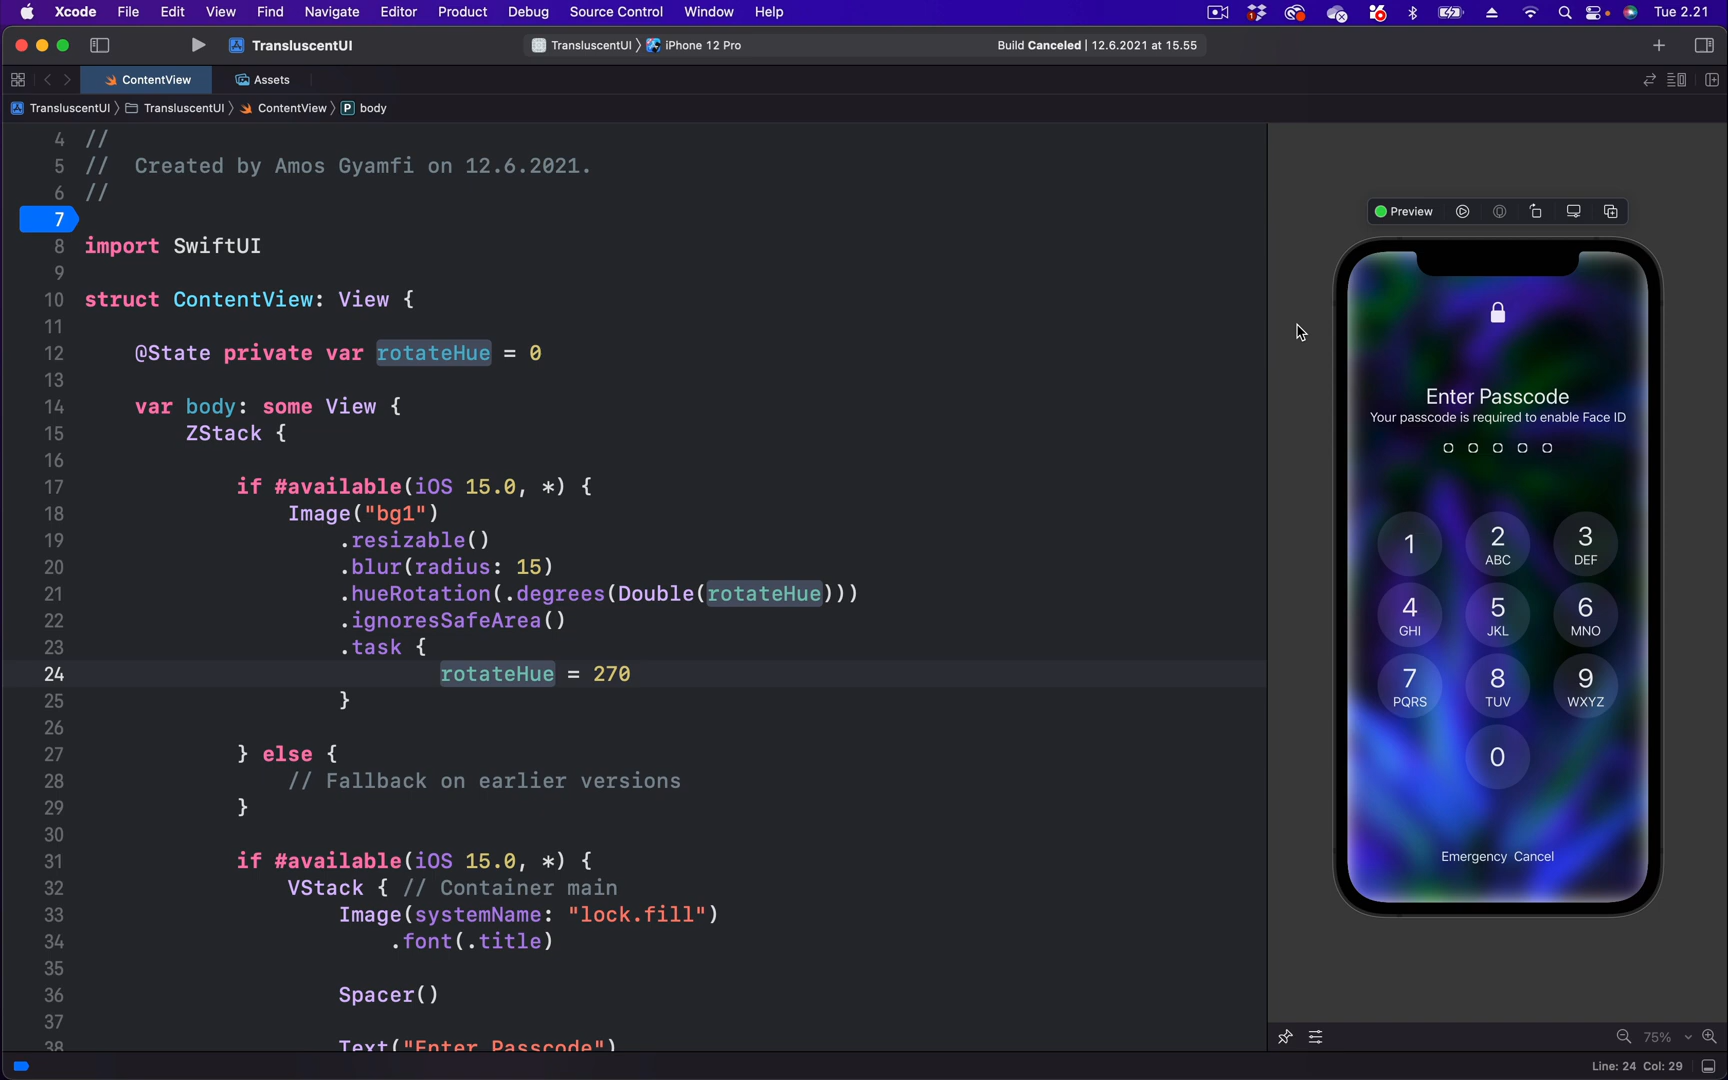 Xcode File Edit View Find Navigate Editor Product Debug Source Control Window Help Tue 2.21
TransluscentUI TransluscentUI iPhone 12 Pro Build Canceled | 12.6.2021 at 15.55
ContentView Assets
TransluscentUI TransluscentUI ContentView P body
4 //
5 // Created by Amos Gyamfi on 12.6.2021.
6 //
7
8 import SwiftUI
9
10 struct ContentView: View {
11
12 @State private var rotateHue = 0
13
14 var body: some View {
15 ZStack {
16
17 if #available(iOS 15.0, *) {
18 Image("bg1")
19 .resizable()
20 .blur(radius: 15)
21 .hueRotation(.degrees(Double(rotateHue)))
22 .ignoresSafeArea()
23 .task {
24 rotateHue = 270
25 }
26
27 } else {
28 // Fallback on earlier versions
29 }
30
31 if #available(iOS 15.0, *) {
32 VStack { // Container main
33 Image(systemName: "lock.fill")
34 .font(.title)
35
36 Spacer()
37
38 Text("Enter Passcode")
Preview
Enter Passcode
Your passcode is required to enable Face ID
1 2 3
ABC DEF
4 5 6
GHI JKL MNO
7 8 9
PQRS TUV WXYZ
0
Emergency Cancel
75%
Line: 24 Col: 29